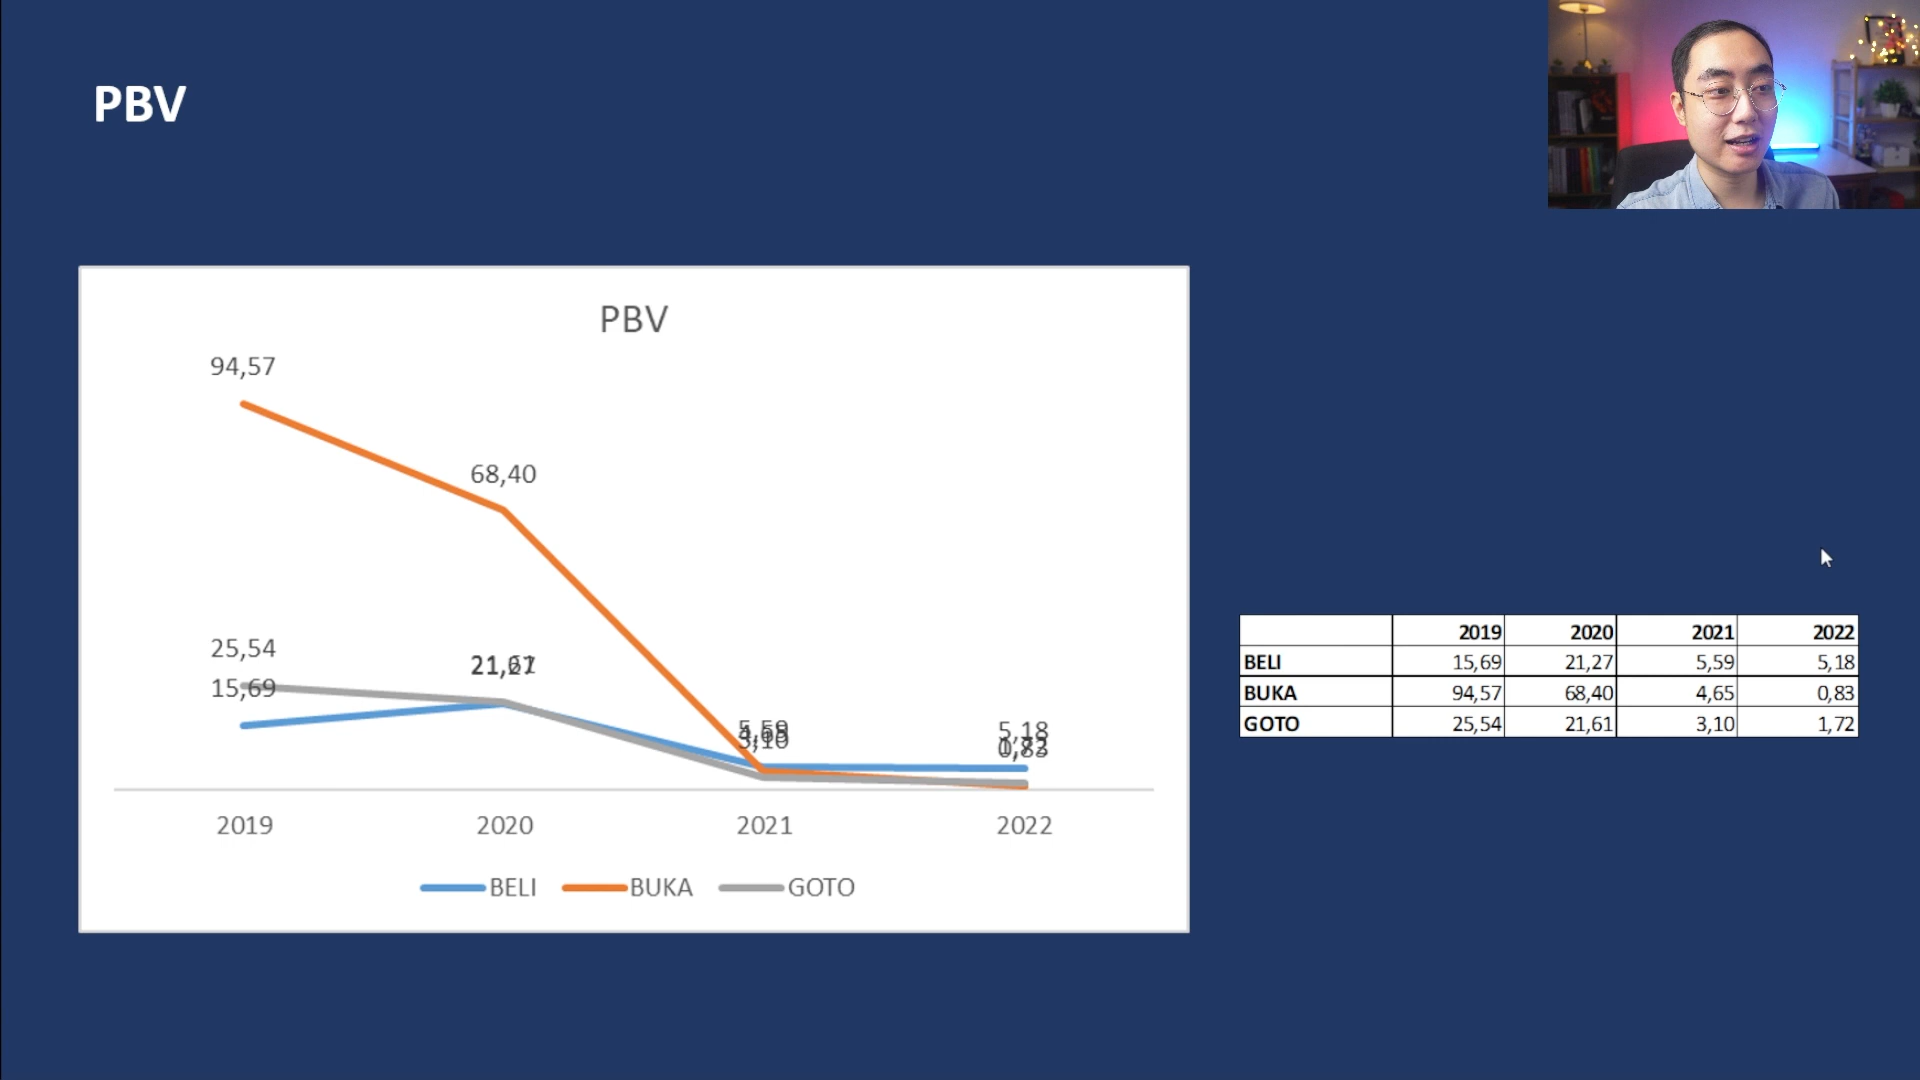 PBV
PBV
94,57
68,40
25,54
15,69
5,18
2019 2020 2021 2022
BELI BUKA GOTO
2019 2020 2021 2022
BELI 15,69 21,27 5,59 5,18
BUKA 94,57 68,40 4,65 0,83
GOTO 25,54 21,61 3,10 1,72